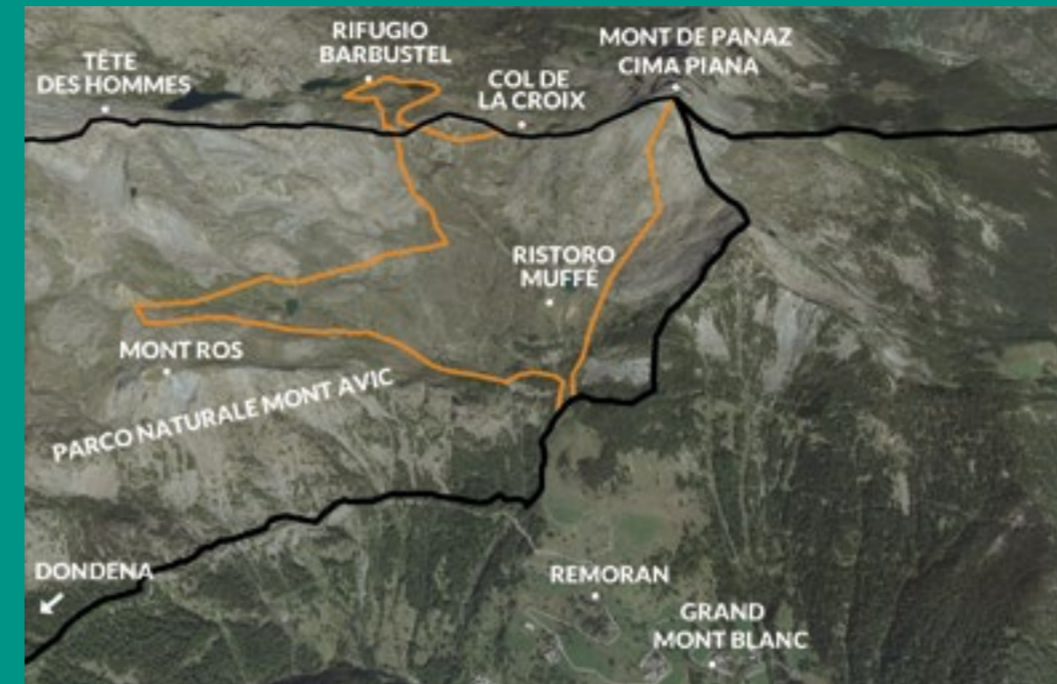 RIFUGIO
BARBUSTEL
MONT DE PANAZ
CIMA PIANA
TÊTE
DES HOMMES
COL DE
LA CROIX
RISTORO
MUFFÉ
MONT ROS
PARCO NATURALE MONT AVIC
DONDENA
REMORAN
GRAND
MONT BLANC